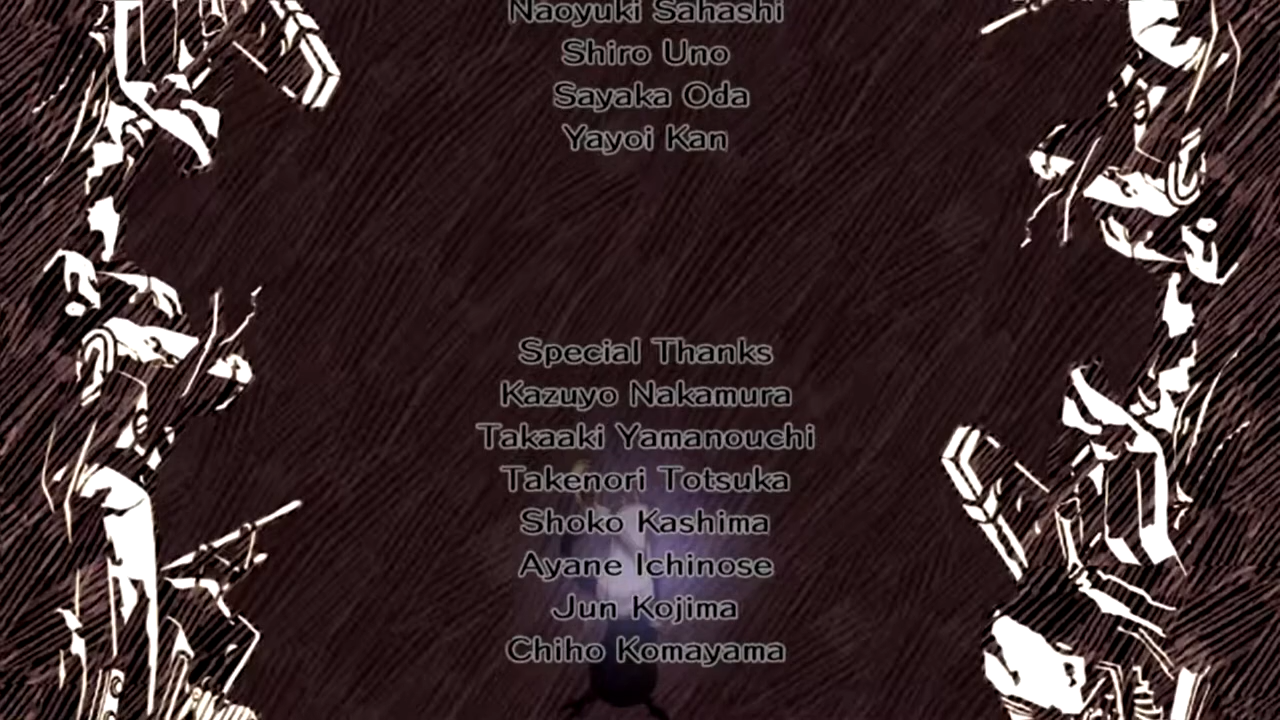 Naoyuki Sahashi
Shiro Uno
Sayaka Oda
Yayoi Kan
Special Thanks
Kazuyo Nakamura
Takaaki Yamanouchi
Takenori Totsuka
Shoko Kashima
Ayane Ichinose
Jun Kojima
Chiho Komayama